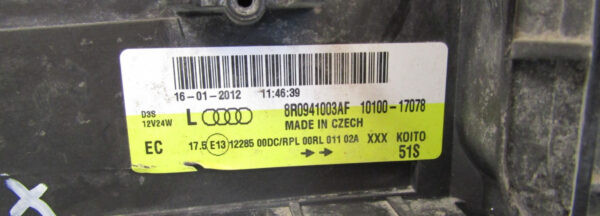 16-01-2012 11:46:39
D3S
12V24W
L 8R0941003AF 10100-17078
MADE IN CZECH
EC 17.5 E13 12285 00DC/RPL 00RL 011 02A XXX KOITO
→→ 51S